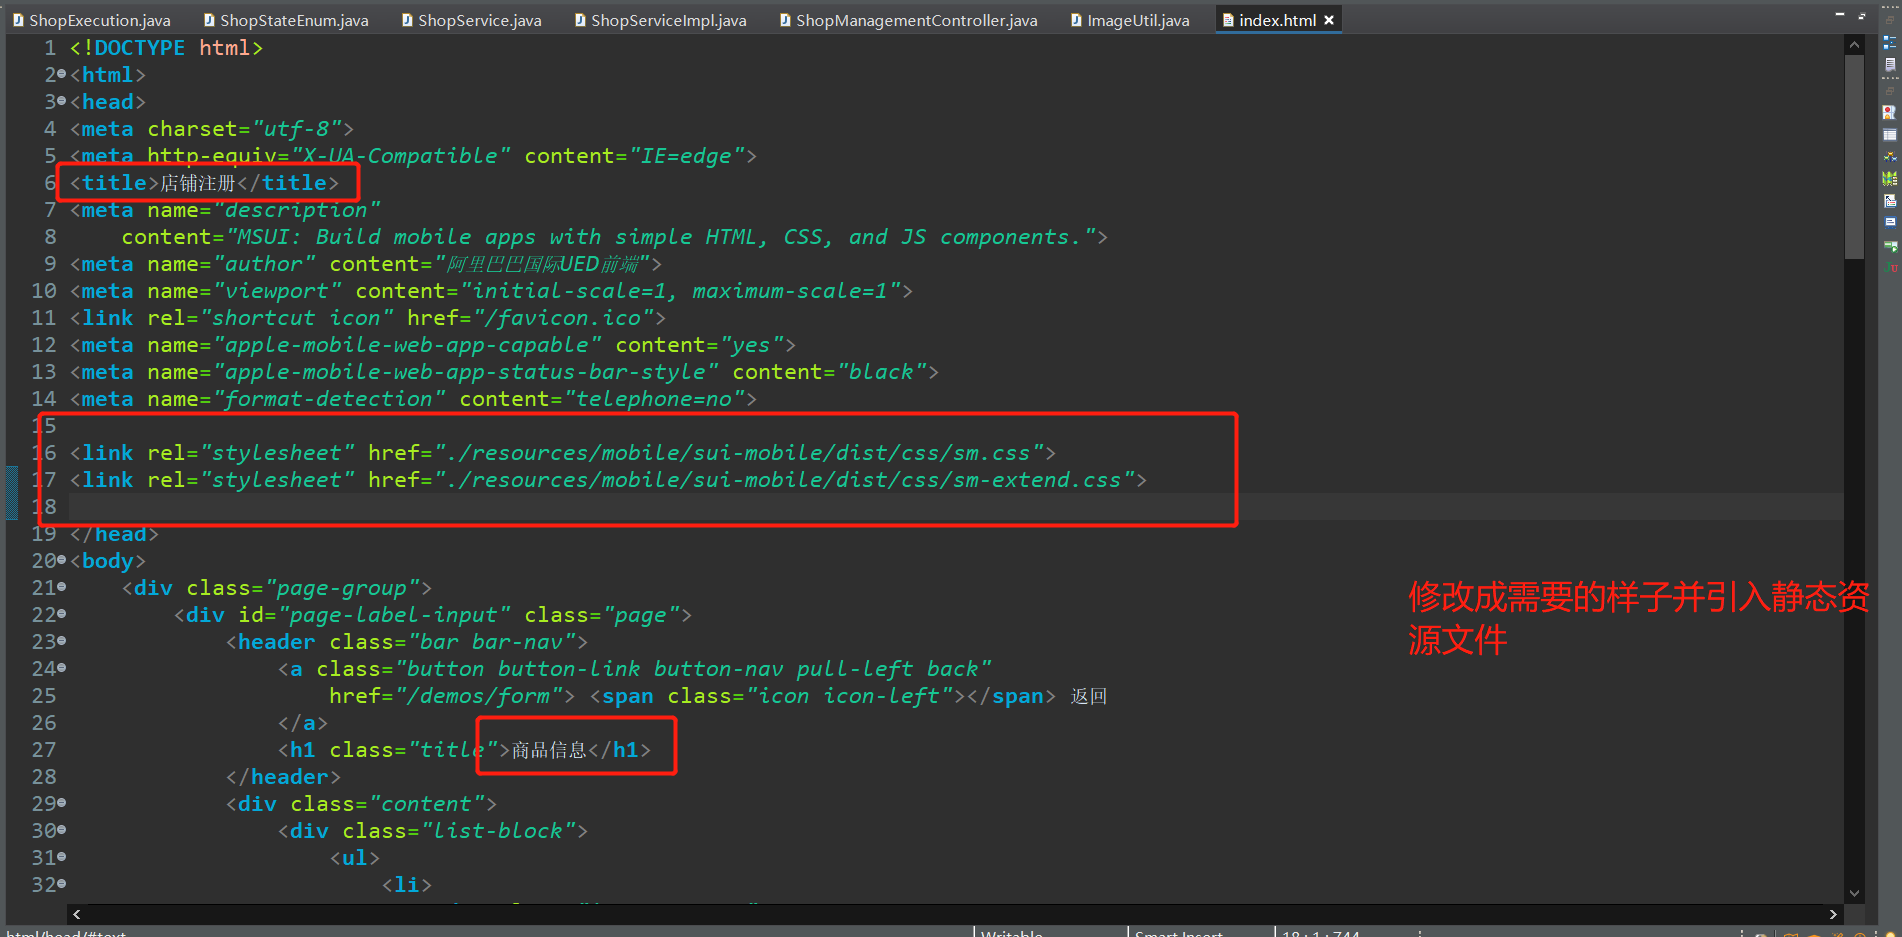 ShopExecution.java ShopStateEnum.java ShopService.java ShopServiceImpl.java ShopManagementController.java ImageUtil.java index.html
1 <!DOCTYPE html>
2 <html>
3 <head>
4 <meta charset="utf-8">
5 <meta http-equiv="X-UA-Compatible" content="IE=edge">
6 <title>店铺注册</title>
7 <meta name="description"
8 content="MSUI: Build mobile apps with simple HTML, CSS, and JS components.">
9 <meta name="author" content="阿里巴巴国际UED前端">
10 <meta name="viewport" content="initial-scale=1, maximum-scale=1">
11 <link rel="shortcut icon" href="/favicon.ico">
12 <meta name="apple-mobile-web-app-capable" content="yes">
13 <meta name="apple-mobile-web-app-status-bar-style" content="black">
14 <meta name="format-detection" content="telephone=no">
15
16 <link rel="stylesheet" href="./resources/mobile/sui-mobile/dist/css/sm.css">
17 <link rel="stylesheet" href="./resources/mobile/sui-mobile/dist/css/sm-extend.css">
18
19 </head>
20 <body>
21 <div class="page-group">
22 <div id="page-label-input" class="page">
23 <header class="bar bar-nav">
24 <a class="button button-link button-nav pull-left back"
25 href="/demos/form"> <span class="icon icon-left"></span> 返回
26 </a>
27 <h1 class="title">商品信息</h1>
28 </header>
29 <div class="content">
30 <div class="list-block">
31 <ul>
32 <li>
修改成需要的样子并引入静态资
源文件
html/head/#text Writable Smart Insert 18 : 1 : 744